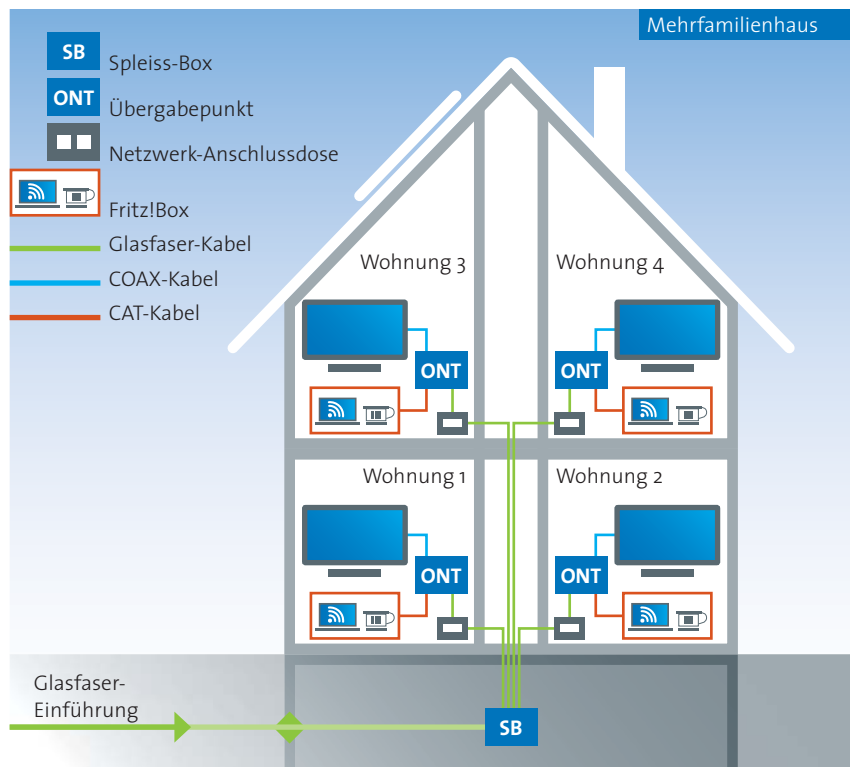 Mehrfamilienhaus
SB
Spleiss-Box
ONT
Übergabepunkt
Netzwerk-Anschlussdose
Fritz!Box
Glasfaser-Kabel
COAX-Kabel
CAT-Kabel
Wohnung 3
Wohnung 4
ONT
ONT
Wohnung 1
Wohnung 2
ONT
ONT
Glasfaser-
Einführung
SB